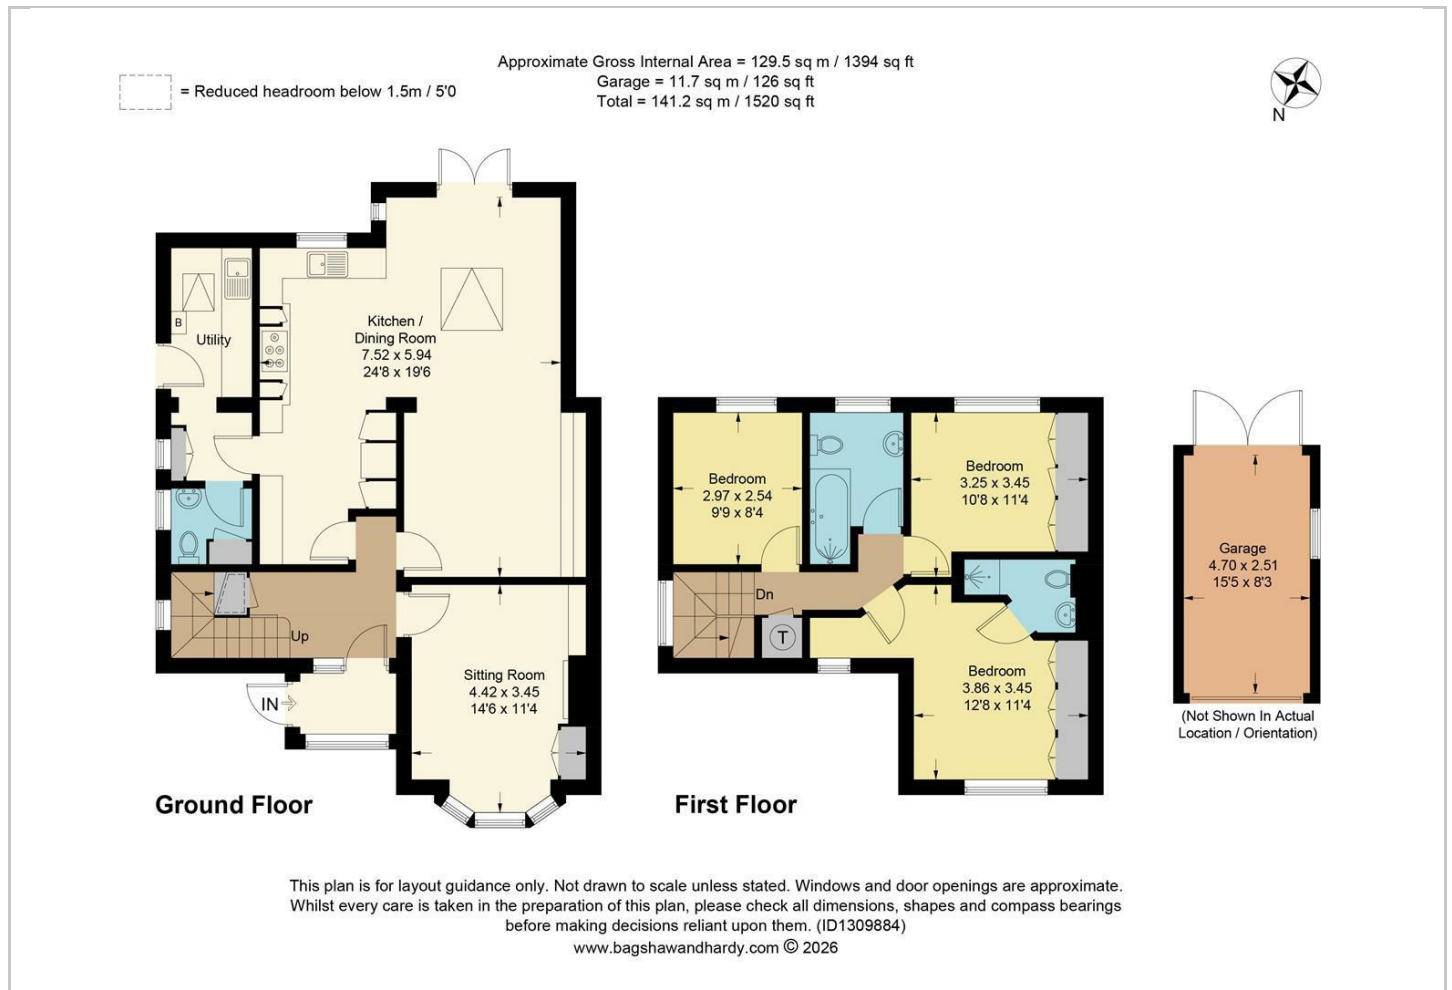 Approximate Gross Internal Area = 129.5 sq m / 1394 sq ft
Garage = 11.7 sq m / 126 sq ft
Total = 141.2 sq m / 1520 sq ft
= Reduced headroom below 1.5m / 5'0
N
B
Utility
Kitchen /
Dining Room
7.52 x 5.94
24'8 x 19'6
Up
IN
Sitting Room
4.42 x 3.45
14'6 x 11'4
Ground Floor
Bedroom
2.97 x 2.54
9'9 x 8'4
Bedroom
3.25 x 3.45
10'8 x 11'4
Dn
T
Bedroom
3.86 x 3.45
12'8 x 11'4
First Floor
Garage
4.70 x 2.51
15'5 x 8'3
(Not Shown In Actual
Location / Orientation)
This plan is for layout guidance only. Not drawn to scale unless stated. Windows and door openings are approximate.
Whilst every care is taken in the preparation of this plan, please check all dimensions, shapes and compass bearings
before making decisions reliant upon them. (ID1309884)
www.bagshawandhardy.com © 2026